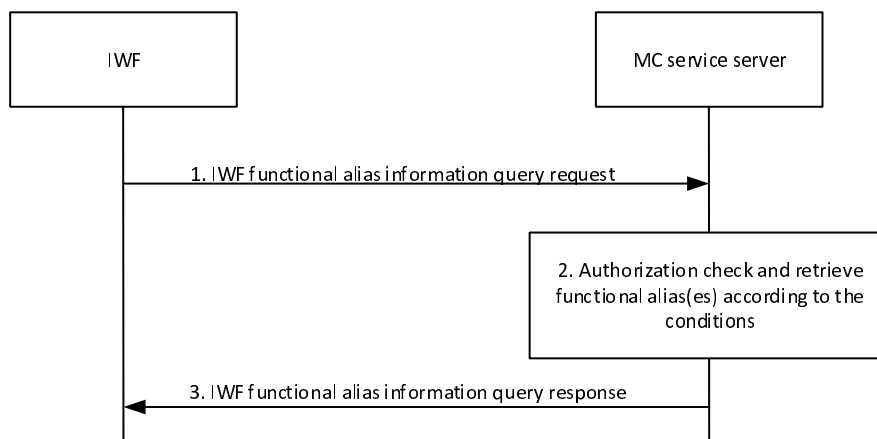 IWF
MC service server
1. IWF functional alias information query request
2. Authorization check and retrieve
functional alias(es) according to the
conditions
3. IWF functional alias information query response